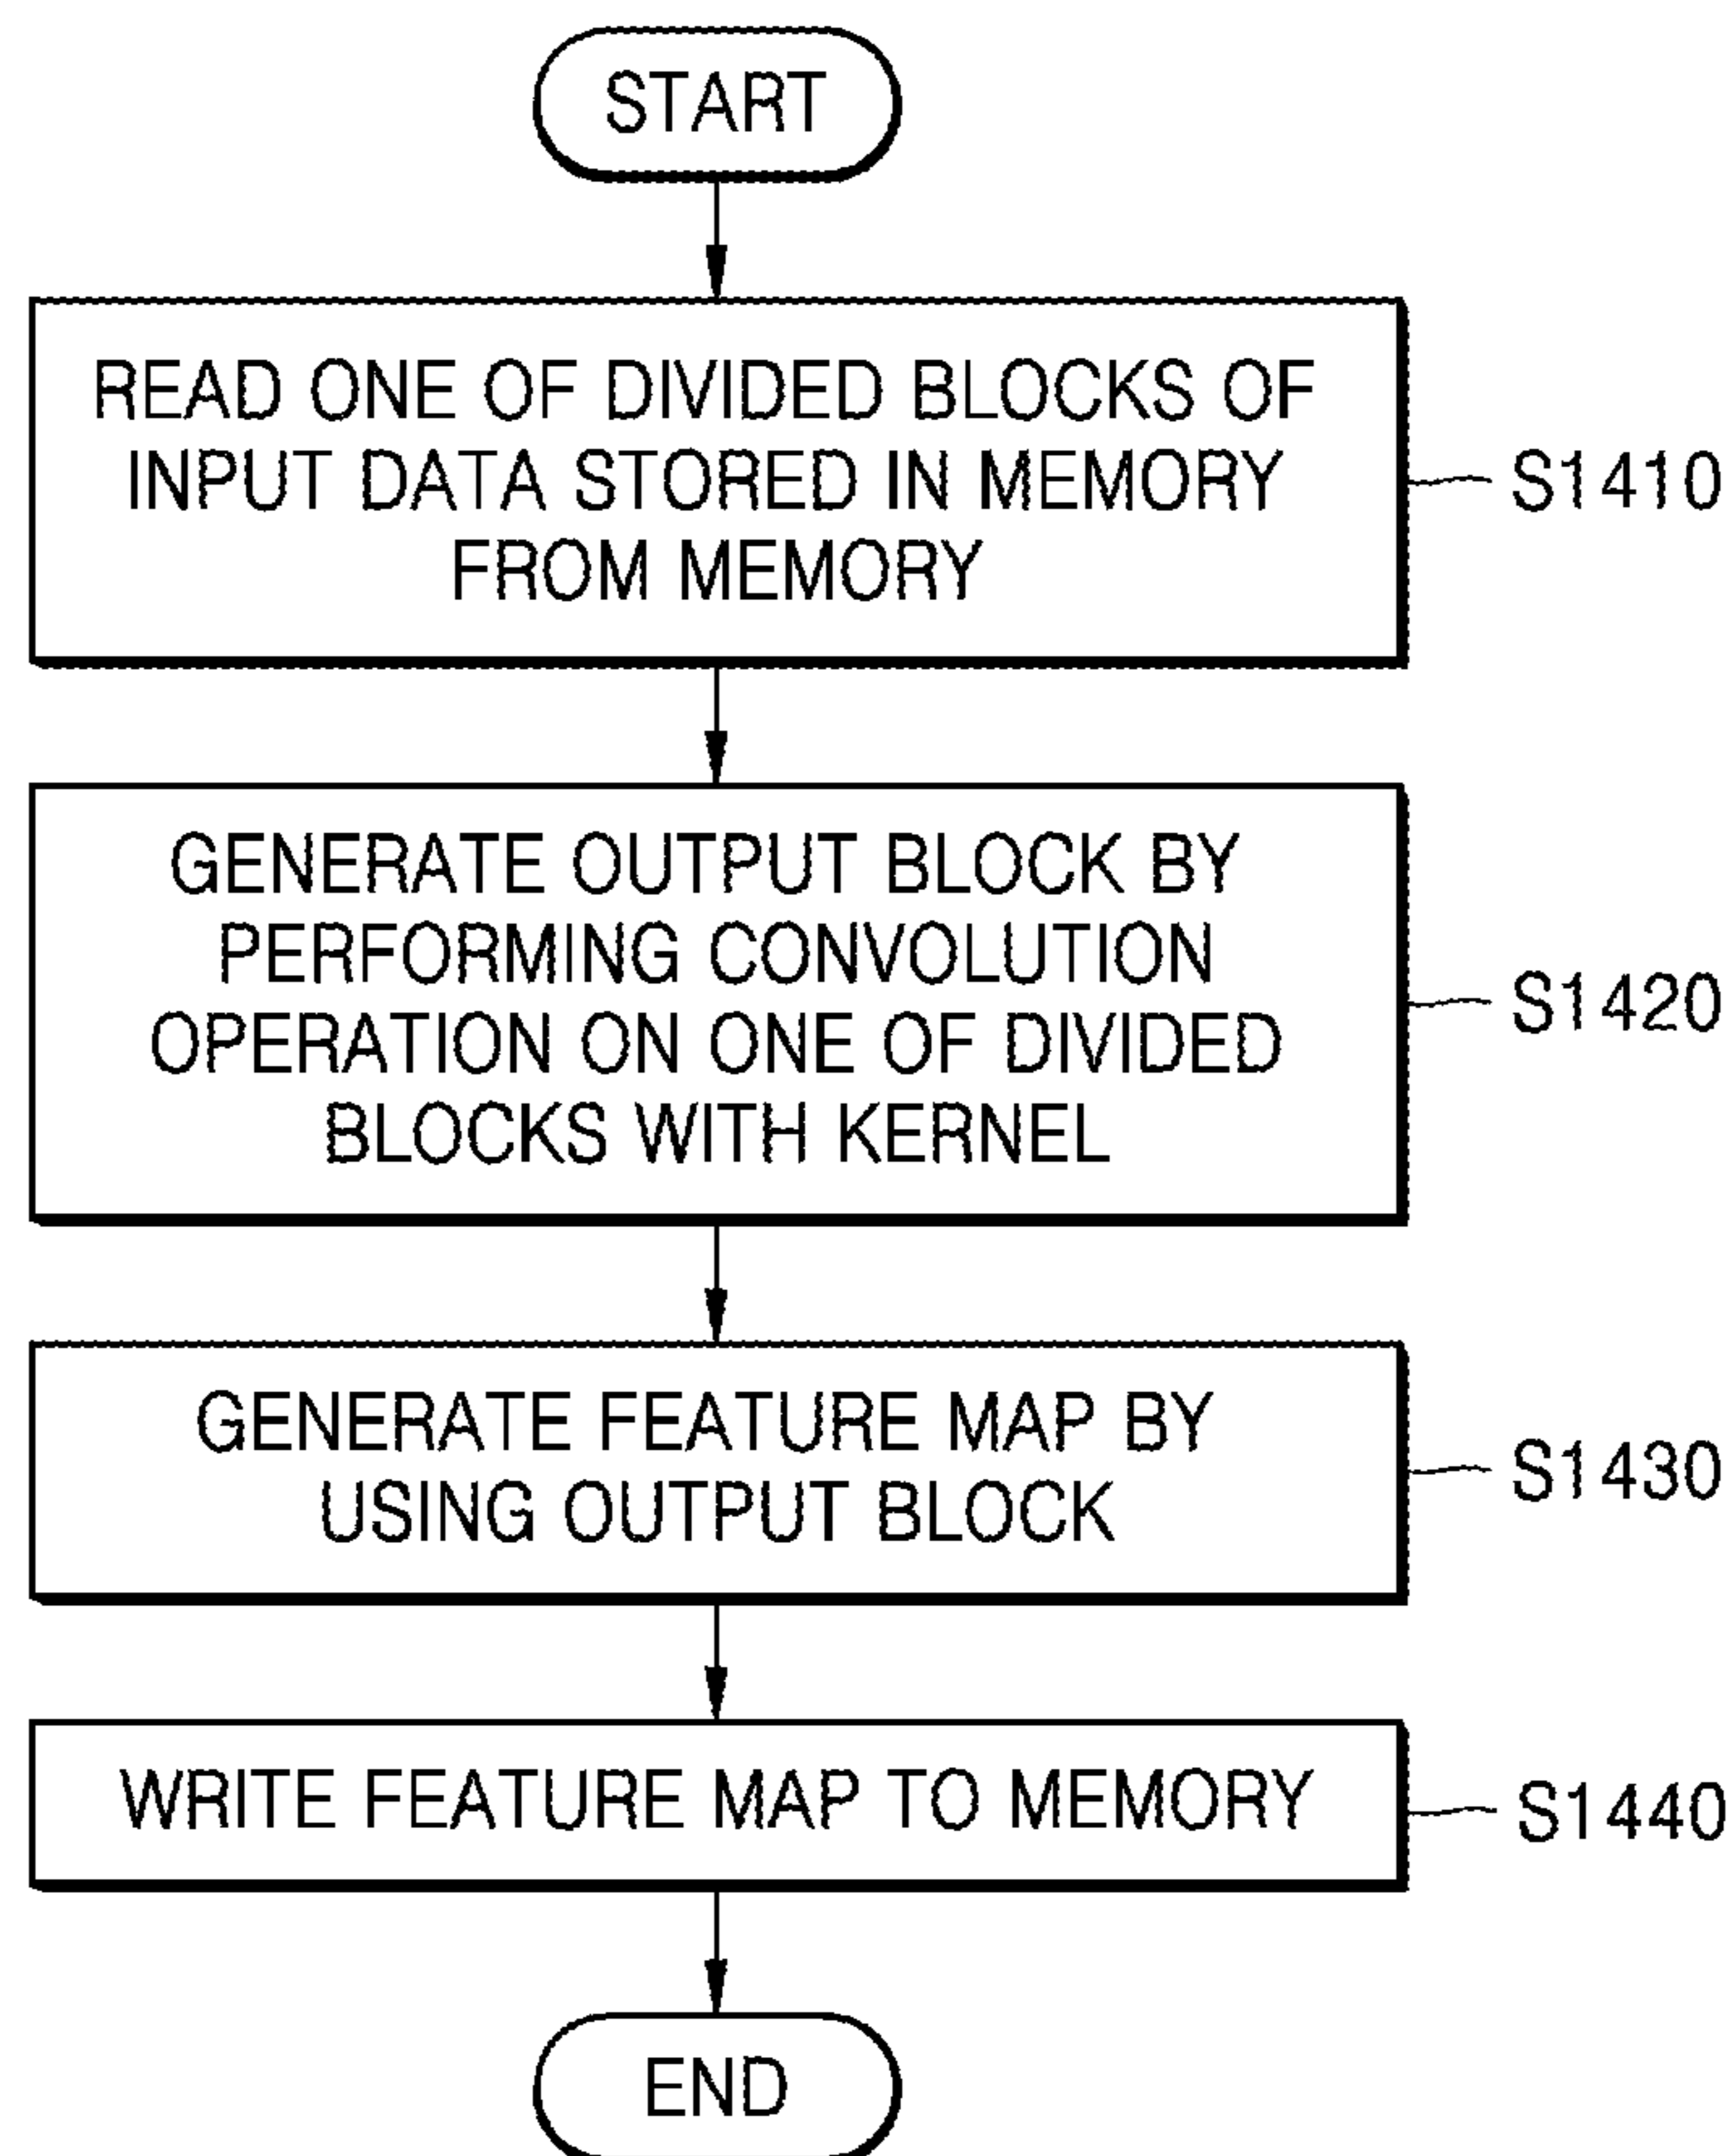 START
READ ONE OF DIVIDED BLOCKS OF
INPUT DATA STORED IN MEMORY
FROM MEMORY
S1410
GENERATE OUTPUT BLOCK BY
PERFORMING CONVOLUTION
OPERATION ON ONE OF DIVIDED
BLOCKS WITH KERNEL
S1420
GENERATE FEATURE MAP BY
USING OUTPUT BLOCK
S1430
WRITE FEATURE MAP TO MEMORY
S1440
END